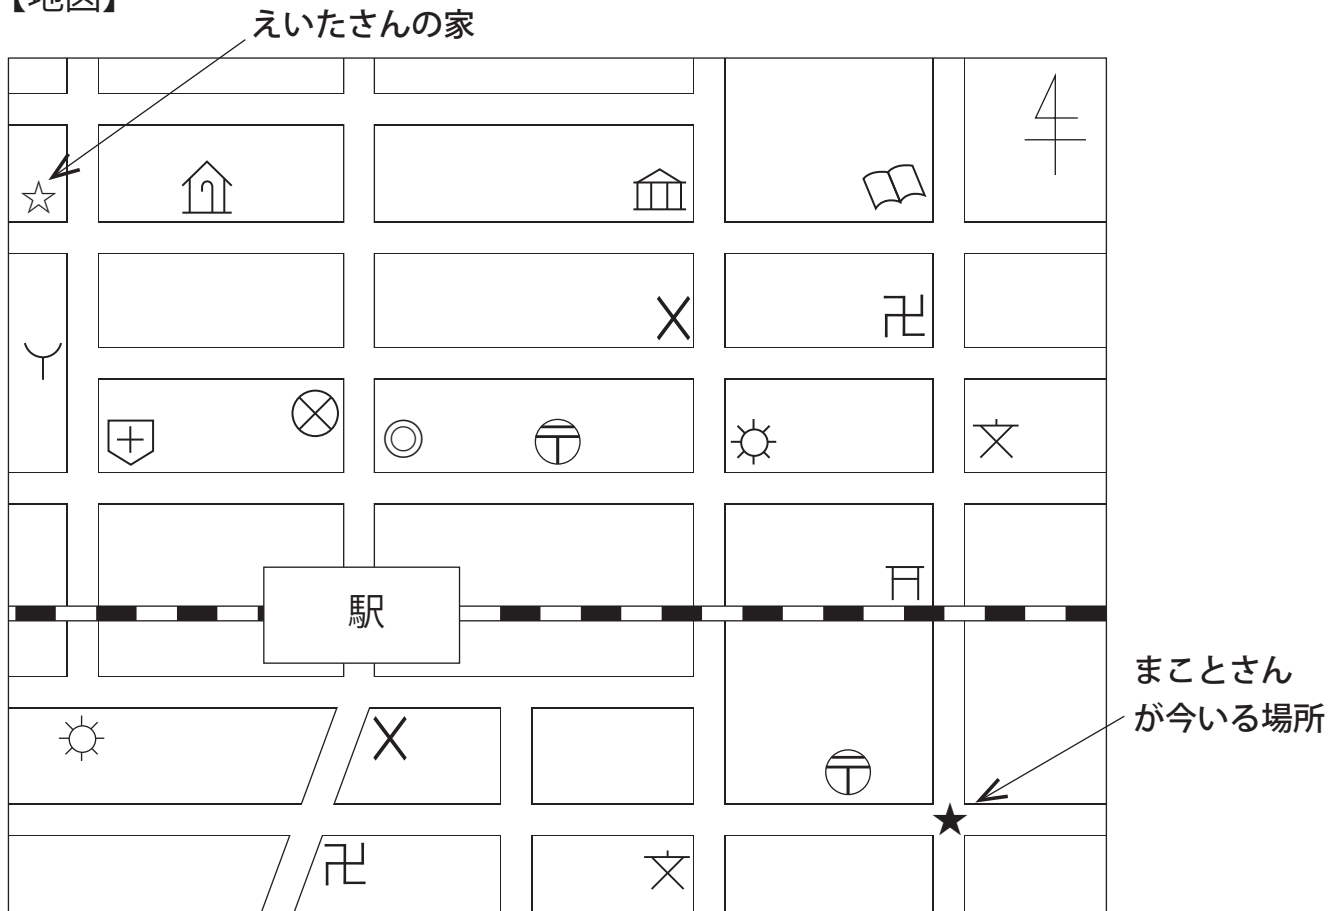 【地図】
えいたさんの家
駅
まことさん
が今いる場所